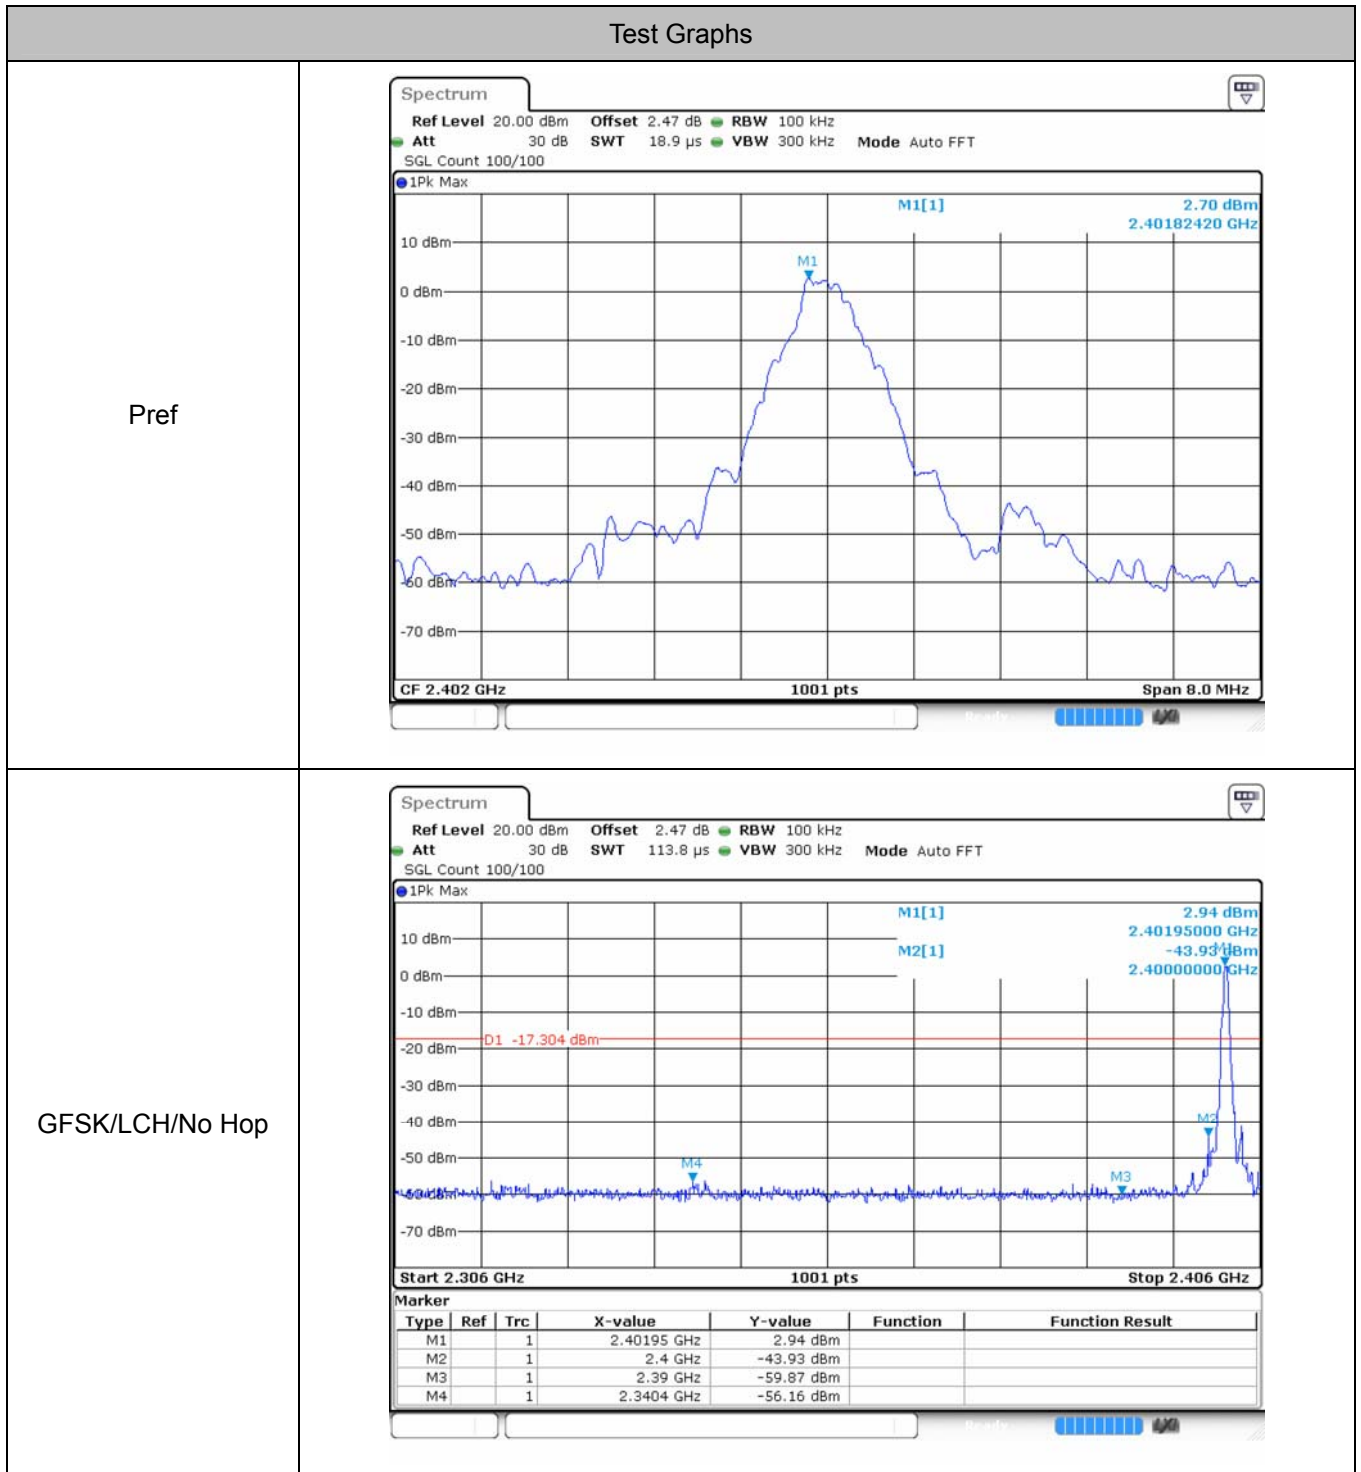 Test Graphs
Pref
Spectrum
Ref Level 20.00 dBm Offset 2.47 dB RBW 100 kHz
Att 30 dB SWT 18.9 µs VBW 300 kHz Mode Auto FFT
SGL Count 100/100
1Pk Max
M1[1] 2.70 dBm
2.40182420 GHz
10 dBm
M1
0 dBm
-10 dBm
-20 dBm
-30 dBm
-40 dBm
-50 dBm
-60 dBm
-70 dBm
CF 2.402 GHz 1001 pts Span 8.0 MHz
Ready
GFSK/LCH/No Hop
Spectrum
Ref Level 20.00 dBm Offset 2.47 dB RBW 100 kHz
Att 30 dB SWT 113.8 µs VBW 300 kHz Mode Auto FFT
SGL Count 100/100
1Pk Max
M1[1] 2.94 dBm
2.40195000 GHz
10 dBm
M2[1] -43.93 dBm
M1
2.40000000 GHz
0 dBm
-10 dBm
D1 -17.304 dBm
-20 dBm
-30 dBm
-40 dBm
M2
-50 dBm
M4
M3
-60 dBm
-70 dBm
Start 2.306 GHz 1001 pts Stop 2.406 GHz
Marker
Type Ref Trc X-value Y-value Function Function Result
M1 1 2.40195 GHz 2.94 dBm
M2 1 2.4 GHz -43.93 dBm
M3 1 2.39 GHz -59.87 dBm
M4 1 2.3404 GHz -56.16 dBm
Ready